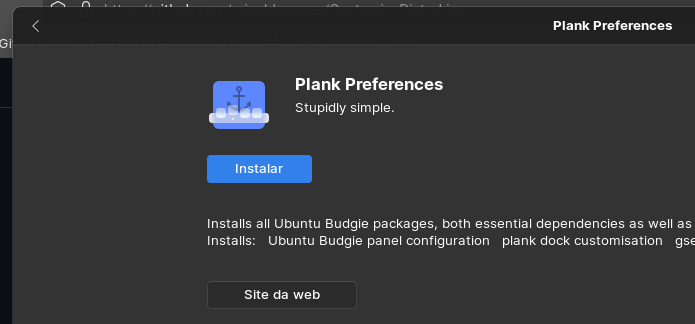 Plank Preferences
Gi
Plank Preferences
Stupidly simple.
Instalar
Installs all Ubuntu Budgie packages, both essential dependencies as well as
Installs: Ubuntu Budgie panel configuration plank dock customisation gse
Site da web